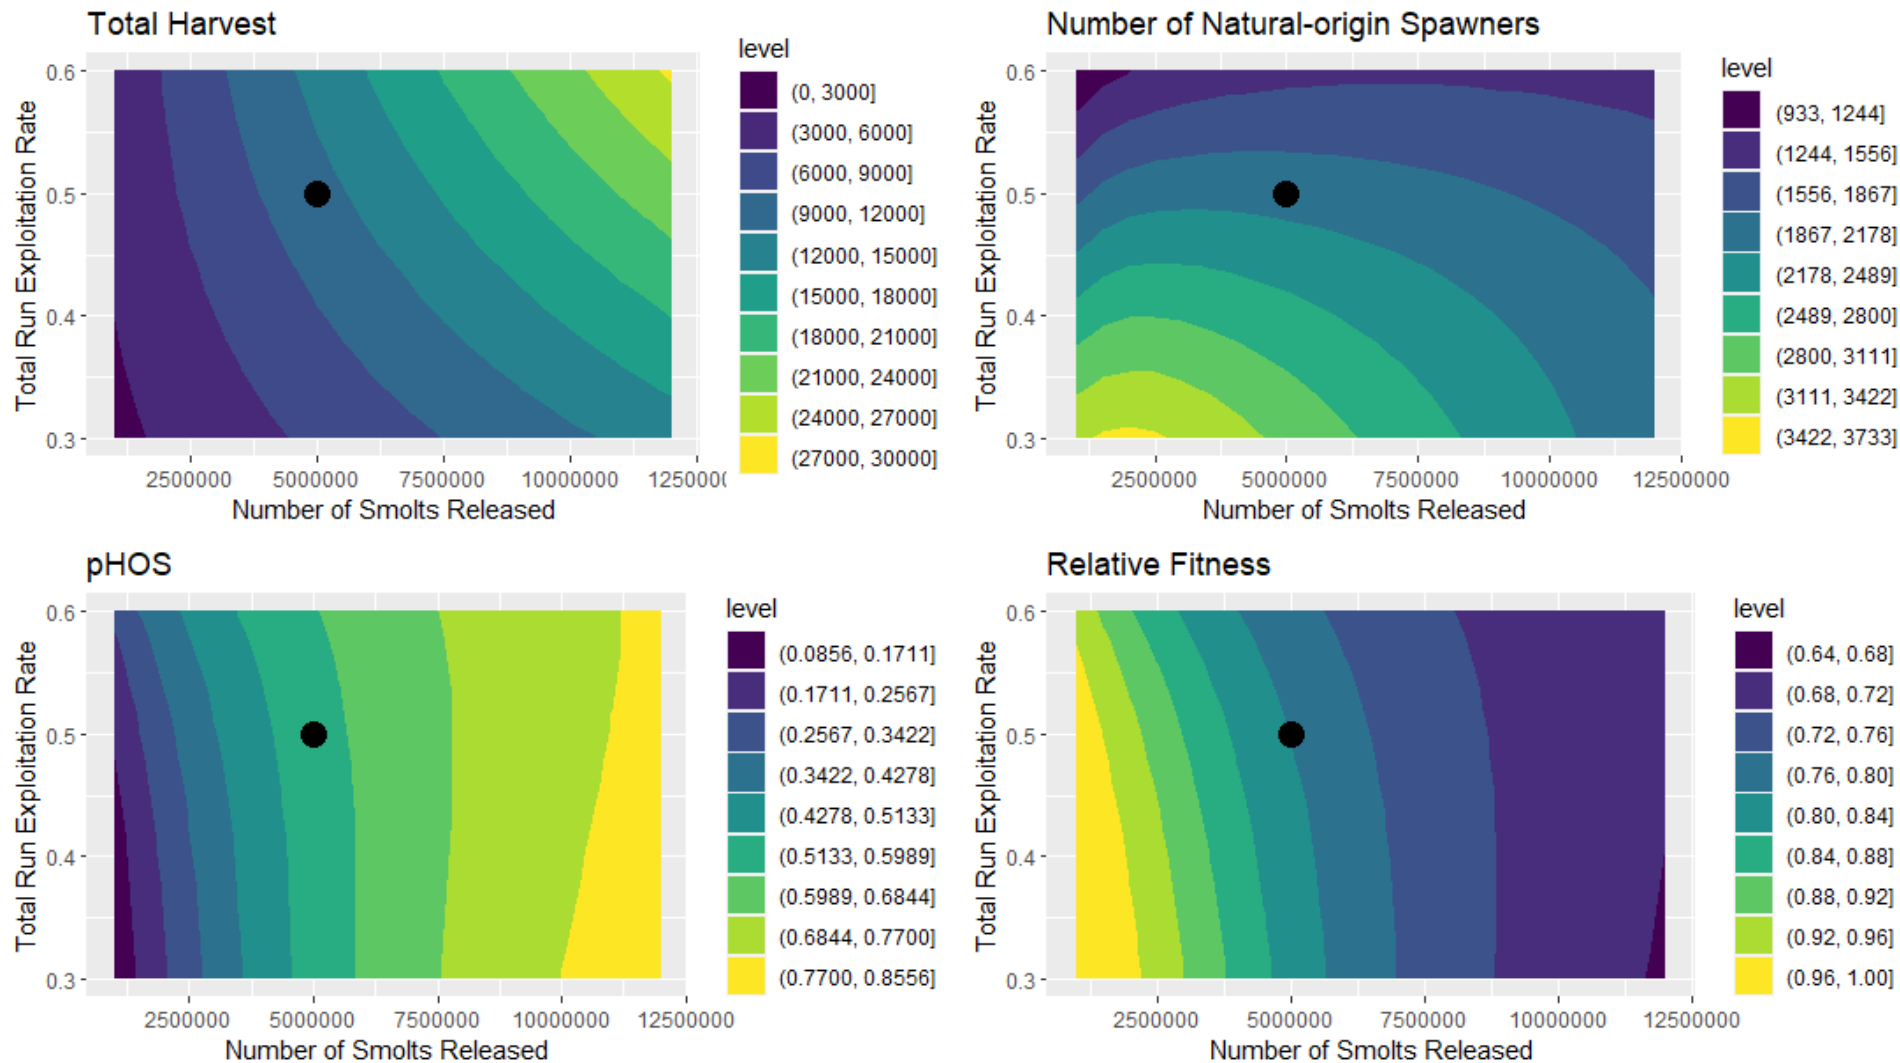 Total Harvest
Total Run Exploitation Rate
0.6
0.5
0.4
0.3
2500000 5000000 7500000 10000000 1250000
Number of Smolts Released
level
(0, 3000]
(3000, 6000]
(6000, 9000]
(9000, 12000]
(12000, 15000]
(15000, 18000]
(18000, 21000]
(21000, 24000]
(24000, 27000]
(27000, 30000]
Number of Natural-origin Spawners
Total Run Exploitation Rate
0.6
0.5
0.4
0.3
2500000 5000000 7500000 10000000 12500000
Number of Smolts Released
level
(933, 1244]
(1244, 1556]
(1556, 1867]
(1867, 2178]
(2178, 2489]
(2489, 2800]
(2800, 3111]
(3111, 3422]
(3422, 3733]
pHOS
Total Run Exploitation Rate
0.6
0.5
0.4
0.3
2500000 5000000 7500000 10000000 12500000
Number of Smolts Released
level
(0.0856, 0.1711]
(0.1711, 0.2567]
(0.2567, 0.3422]
(0.3422, 0.4278]
(0.4278, 0.5133]
(0.5133, 0.5989]
(0.5989, 0.6844]
(0.6844, 0.7700]
(0.7700, 0.8556]
Relative Fitness
Total Run Exploitation Rate
0.6
0.5
0.4
0.3
2500000 5000000 7500000 10000000 12500000
Number of Smolts Released
level
(0.64, 0.68]
(0.68, 0.72]
(0.72, 0.76]
(0.76, 0.80]
(0.80, 0.84]
(0.84, 0.88]
(0.88, 0.92]
(0.92, 0.96]
(0.96, 1.00]